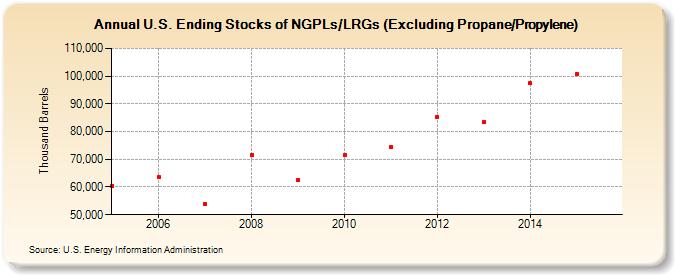 Annual U.S. Ending Stocks of NGPLs/LRGs (Excluding Propane/Propylene)
Thousand Barrels
110,000
100,000
90,000
80,000
70,000
60,000
50,000
2006 2008 2010 2012 2014
Source: U.S. Energy Information Administration